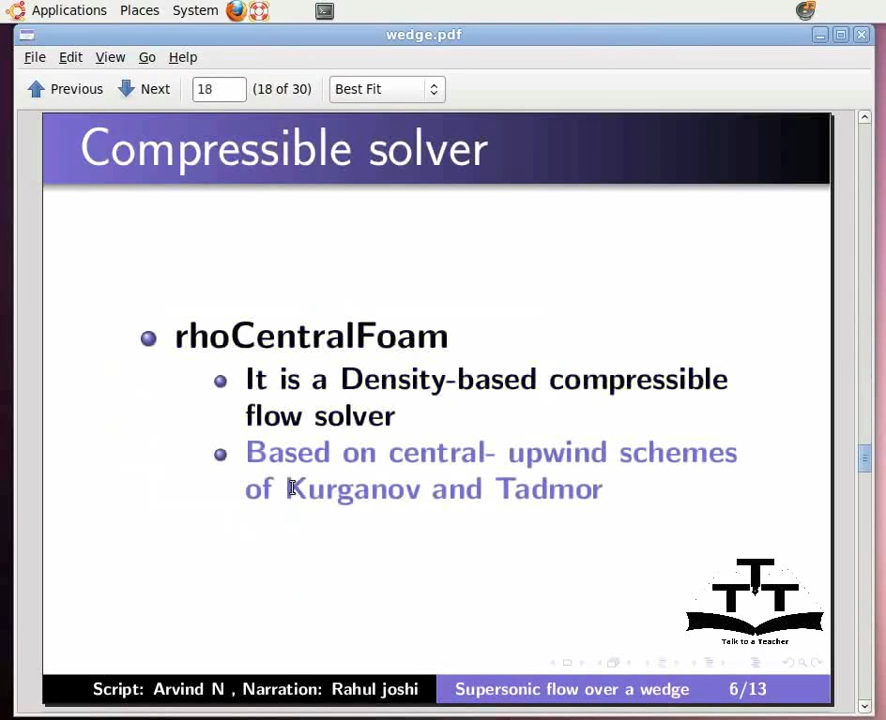 Applications Places System
wedge.pdf
File Edit View Go Help
Previous Next 18 (18 of 30) Best Fit
Compressible solver
rhoCentralFoam
It is a Density-based compressible
flow solver
Based on central- upwind schemes
of Kurganov and Tadmor
TTT
Talk to a Teacher
Script: Arvind N , Narration: Rahul joshi Supersonic flow over a wedge 6/13